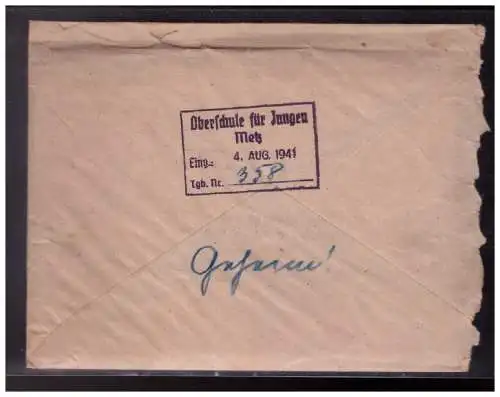 Oberschule für Jungen
Metz
Eing.: 4. AUG. 1941
Tgb. Nr. 358
Geheim!